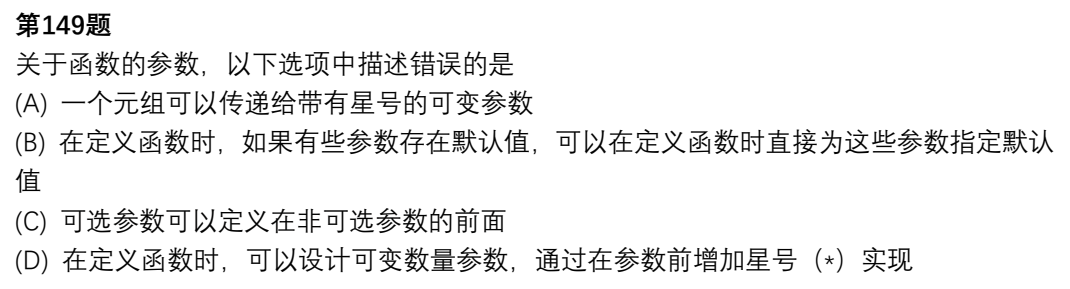 第149题
关于函数的参数，以下选项中描述错误的是
(A) 一个元组可以传递给带有星号的可变参数
(B) 在定义函数时，如果有些参数存在默认值，可以在定义函数时直接为这些参数指定默认
值
(C) 可选参数可以定义在非可选参数的前面
(D) 在定义函数时，可以设计可变数量参数，通过在参数前增加星号（*）实现